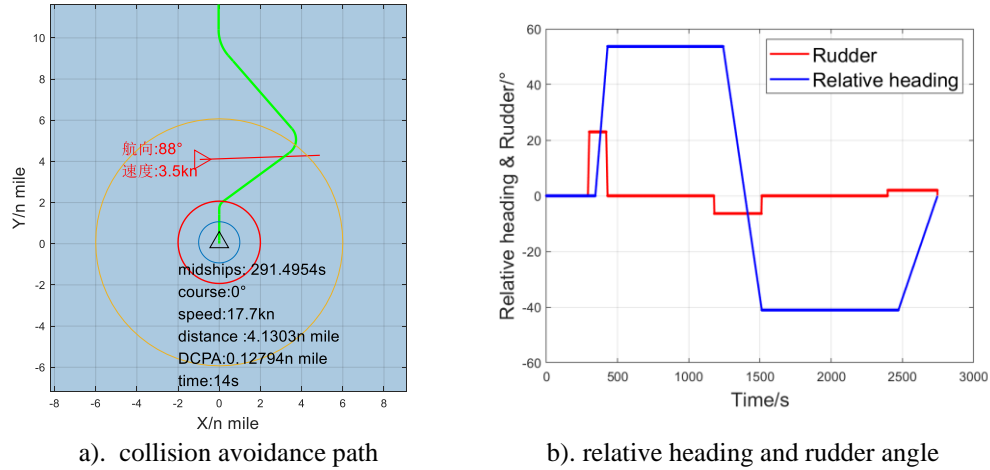 10
8
6
4
2
0
-2
-4
-6
-8
-6
-4
-2
0
2
4
6
8
Y/n mile
X/n mile
航向:88°
速度:3.5kn
midships: 291.4954s
course:0°
speed:17.7kn
distance :4.1303n mile
DCPA:0.12794n mile
time:14s
a). collision avoidance path
60
40
20
0
-20
-40
-60
0
500
1000
1500
2000
2500
3000
Relative heading & Rudder/°
Time/s
Rudder
Relative heading
b). relative heading and rudder angle